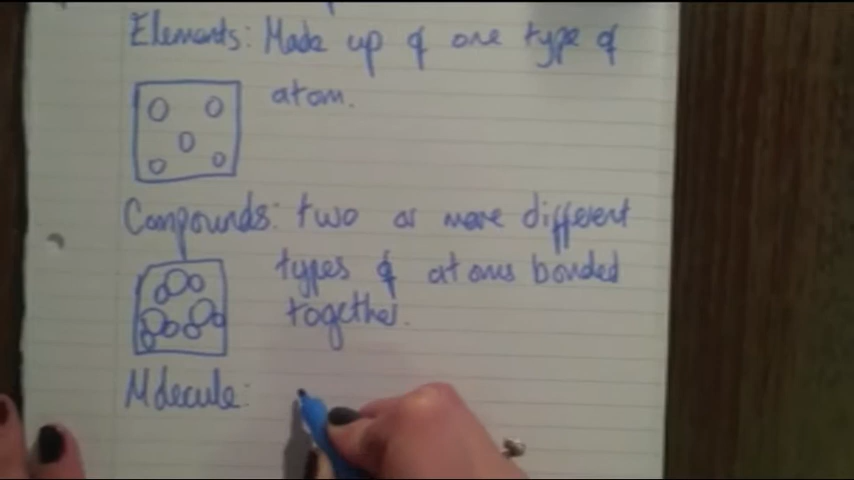 Elements: Made up of one type of
atom.
Compounds: two or more different
types of atoms bonded
together.
Molecule: